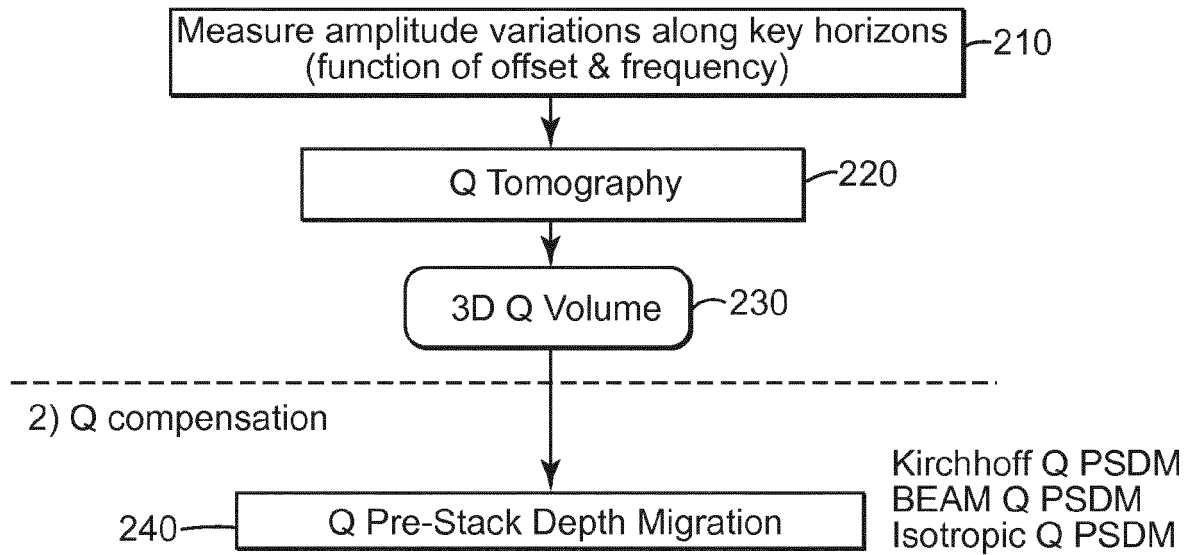 Measure amplitude variations along key horizons
(function of offset & frequency)
210
Q Tomography
220
3D Q Volume
230
2) Q compensation
Kirchhoff Q PSDM
BEAM Q PSDM
Isotropic Q PSDM
240
Q Pre-Stack Depth Migration